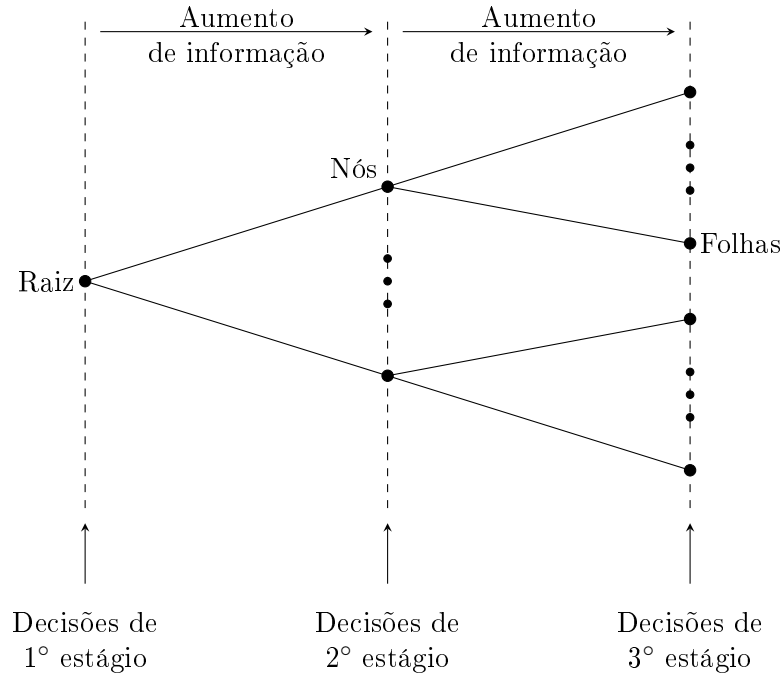 Aumento
de informação
Aumento
de informação
Nós
Raiz
Folhas
Decisões de
1° estágio
Decisões de
2° estágio
Decisões de
3° estágio